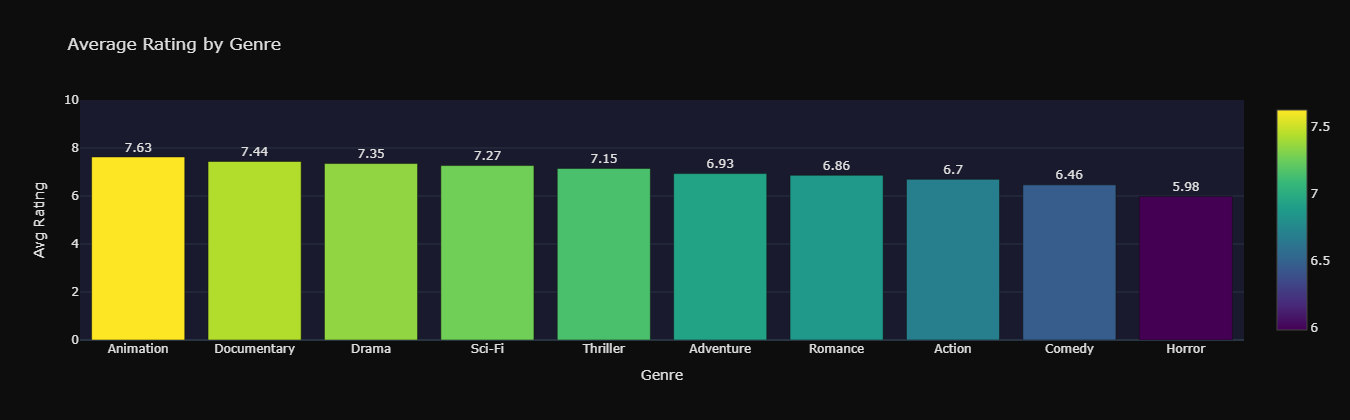 Average Rating by Genre
10
8
6
4
2
0
Avg Rating
7.63 7.44 7.35 7.27 7.15 6.93 6.86 6.7 6.46 5.98
Animation Documentary Drama Sci-Fi Thriller Adventure Romance Action Comedy Horror
Genre
7.5
7
6.5
6